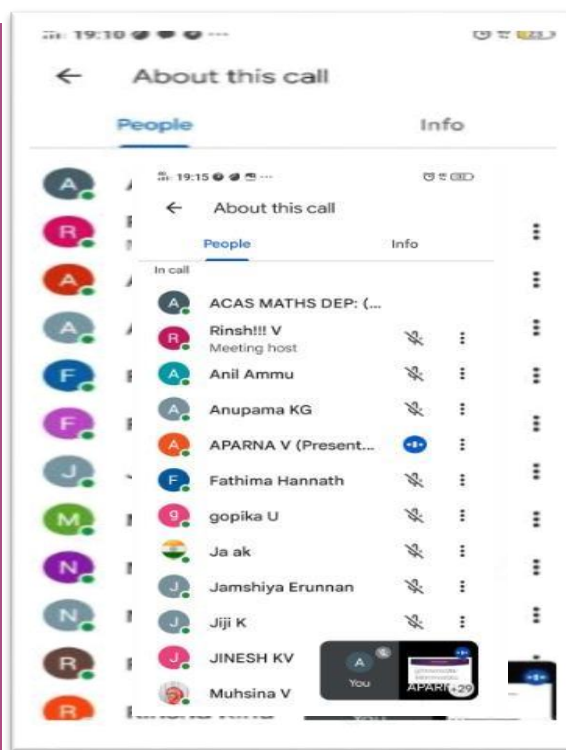 19:10
← About this call
People Info
A
R
A
A
F
F
J
M
N
N
R
R
19:15
← About this call
People Info
In call
A ACAS MATHS DEP: (...
R Rinsh!!! V
Meeting host
A Anil Ammu
A Anupama KG
A APARNA V (Present...
F Fathima Hannath
g gopika U
Ja ak
J Jamshiya Erunnan
J Jiji K
J JINESH KV
Muhsina V
A
You
APAR
+29